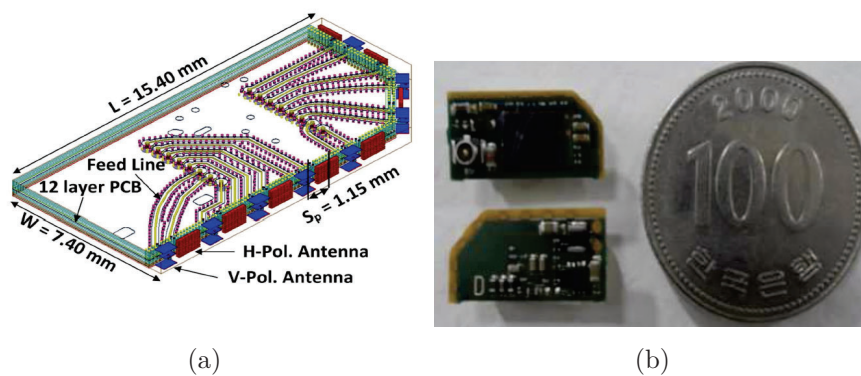 L = 15.40 mm
Feed Line
12 layer PCB
W = 7.40 mm
Sp = 1.15 mm
H-Pol. Antenna
V-Pol. Antenna
2000
100
한국은행
D
(a)
(b)